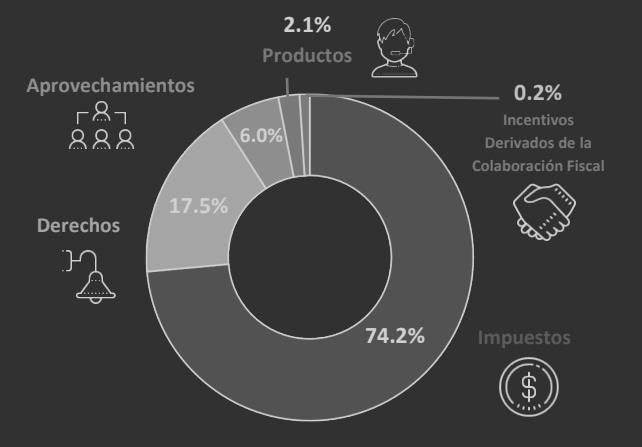 2.1%
Productos
Aprovechamientos
0.2%
Incentivos
Derivados de la
Colaboración Fiscal
6.0%
17.5%
Derechos
74.2%
Impuestos
$